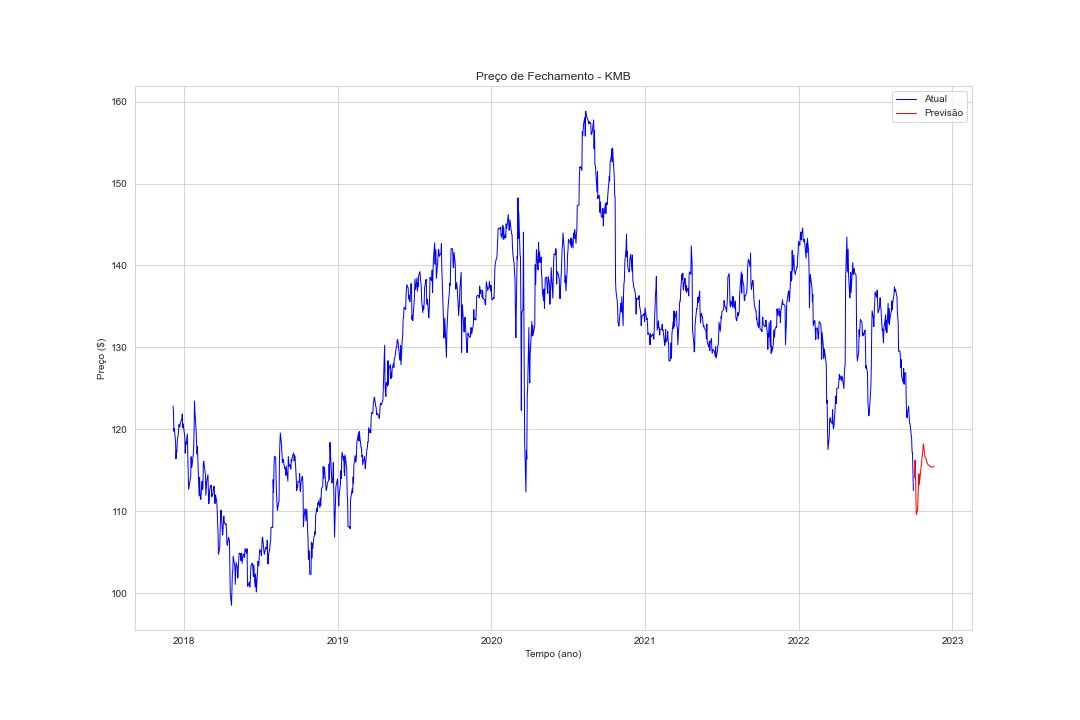 Preço de Fechamento - KMB
Atual
Previsão
160
150
140
130
120
110
100
Preço ($)
2018 2019 2020 2021 2022 2023
Tempo (ano)